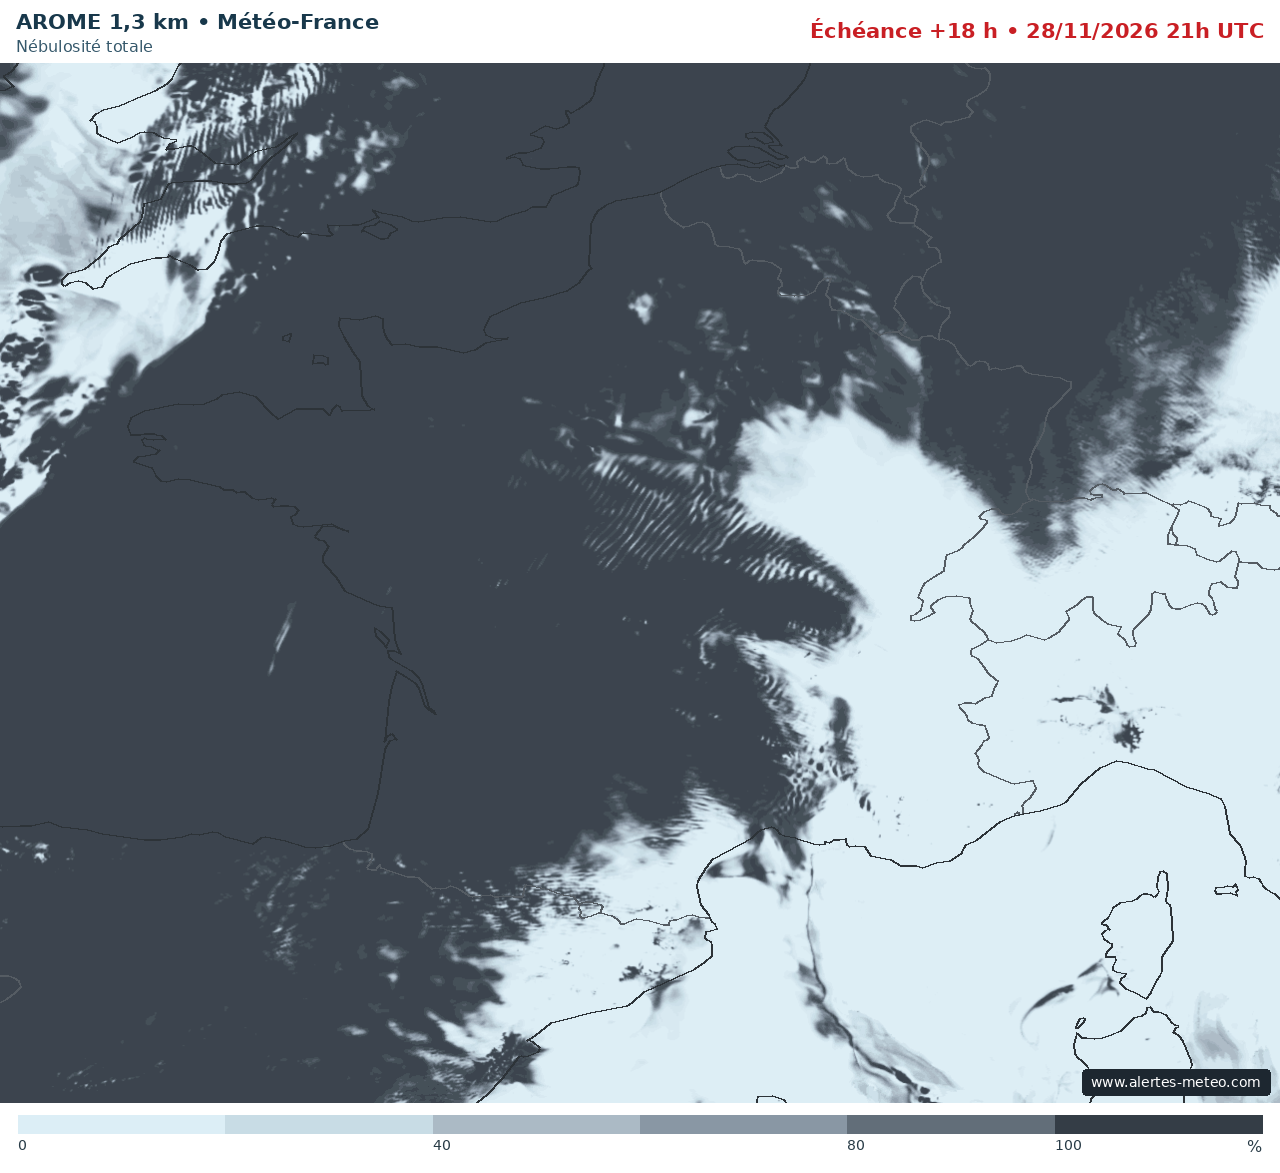 AROME 1,3 km • Météo-France
Nébulosité totale
Échéance +18 h • 28/11/2026 21h UTC
www.alertes-meteo.com
0 40 80 100 %